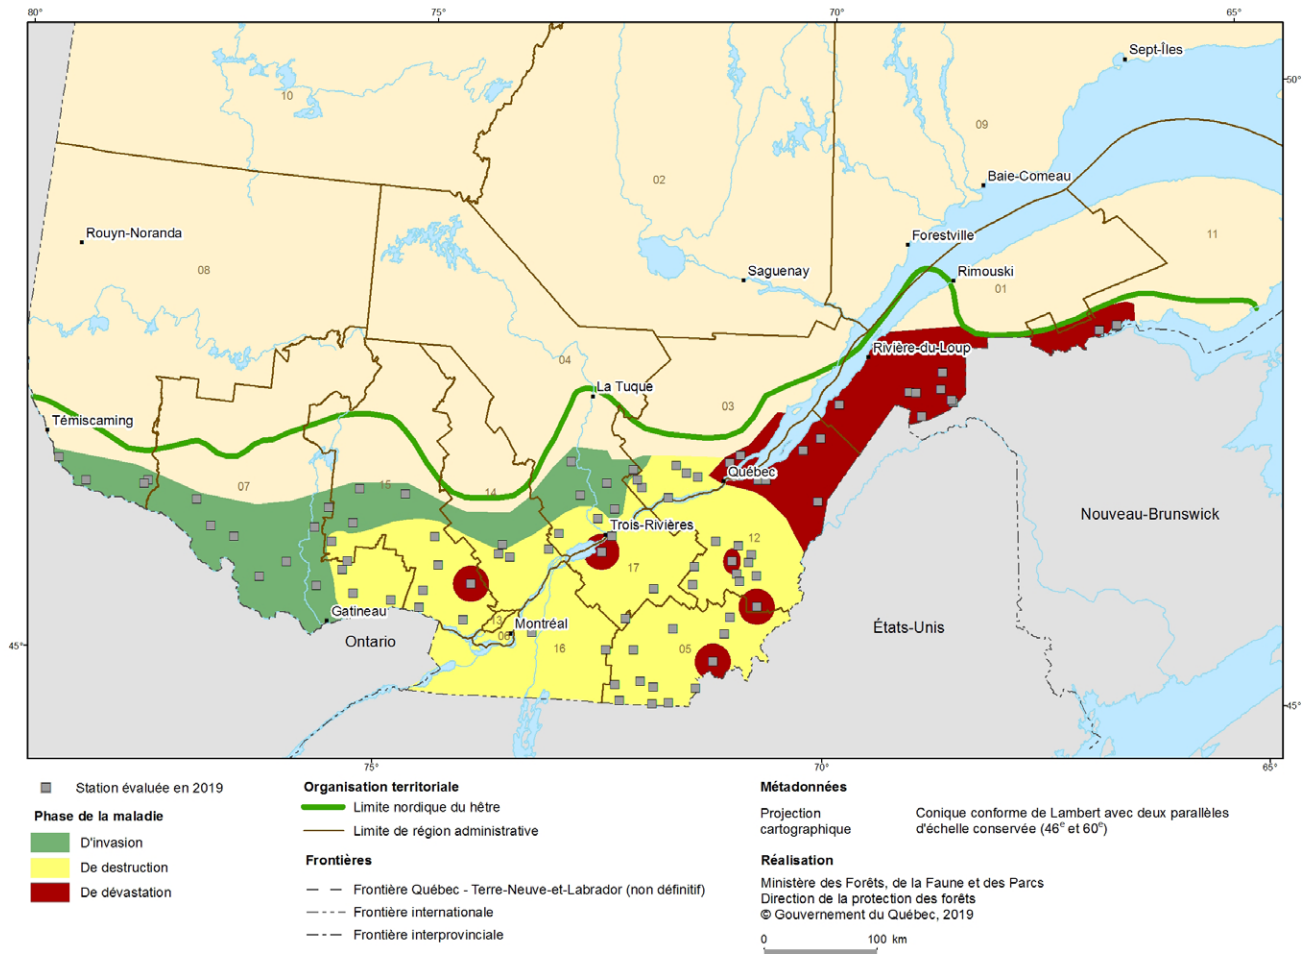 80°
75°
70°
65°
Sept-Îles
50°
10
09
02
Baie-Comeau
Rouyn-Noranda
Forestville
11
08
Saguenay
Rimouski
01
Rivière-du-Loup
04
La Tuque
03
Témiscaming
Québec
07
15
14
Nouveau-Brunswick
Trois-Rivières
12
17
Gatineau
13
Montréal
06
Ontario
16
05
États-Unis
45°
45°
75°
70°
65°
Station évaluée en 2019
Phase de la maladie
D'invasion
De destruction
De dévastation
Organisation territoriale
Limite nordique du hêtre
Limite de région administrative
Frontières
Frontière Québec - Terre-Neuve-et-Labrador (non définitif)
Frontière internationale
Frontière interprovinciale
Métadonnées
Projection cartographique
Conique conforme de Lambert avec deux parallèles
d'échelle conservée (46e et 60e)
Réalisation
Ministère des Forêts, de la Faune et des Parcs
Direction de la protection des forêts
© Gouvernement du Québec, 2019
0 100 km